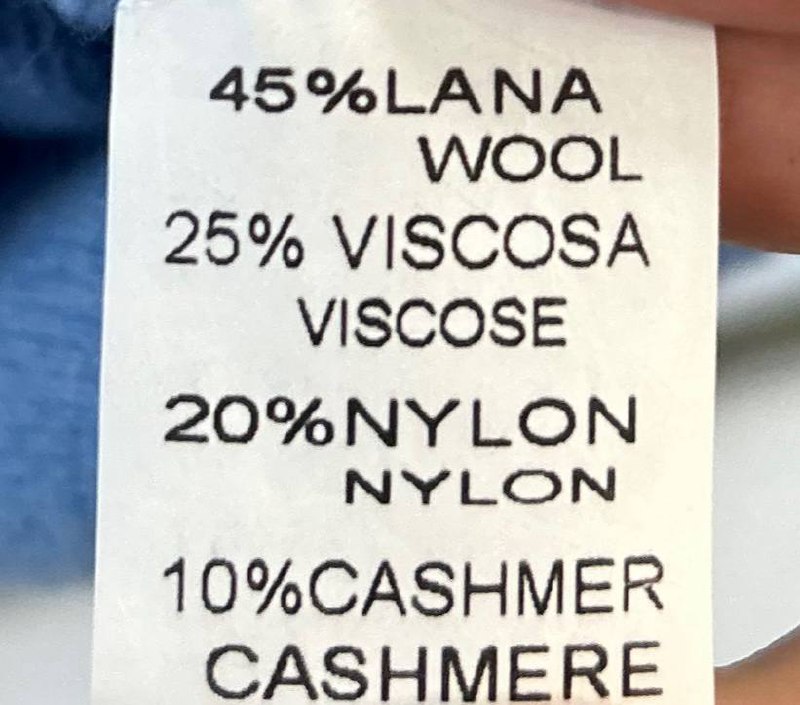 45%LANA
WOOL
25% VISCOSA
VISCOSE
20%NYLON
NYLON
10%CASHMER
CASHMERE